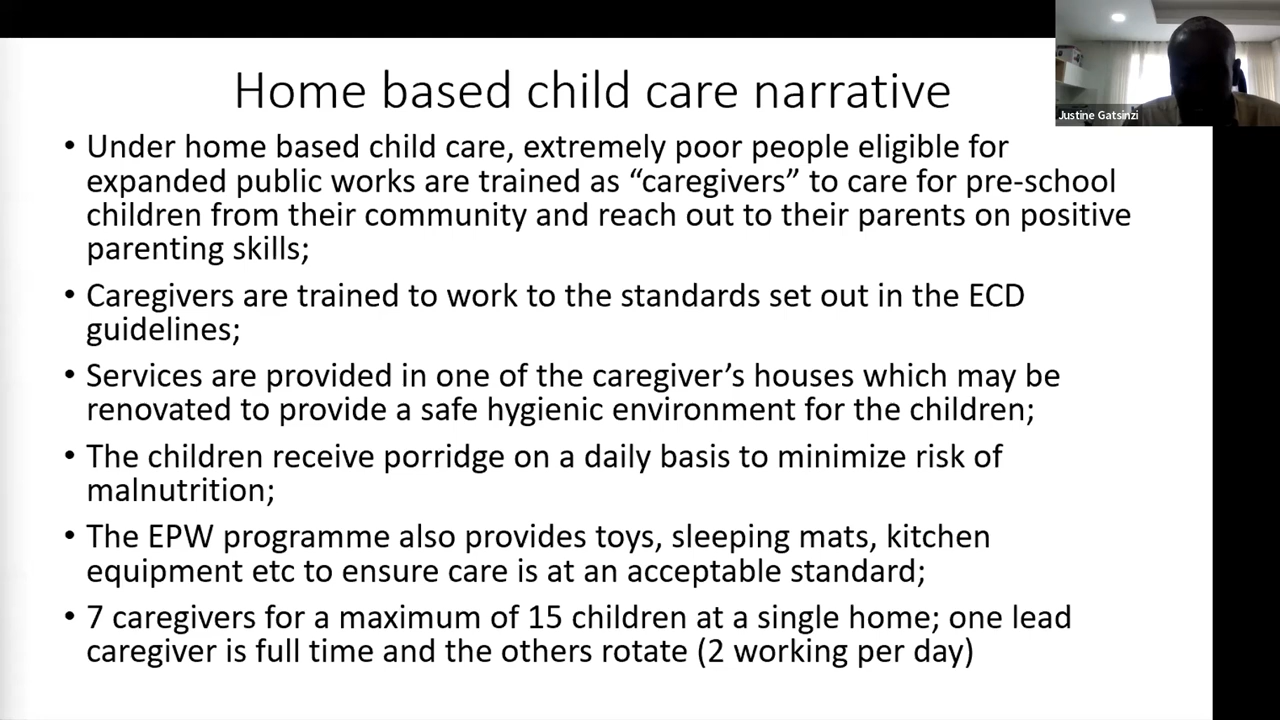 Home based child care narrative
Justine Gatsinzi
• Under home based child care, extremely poor people eligible for
expanded public works are trained as “caregivers” to care for pre-school
children from their community and reach out to their parents on positive
parenting skills;
• Caregivers are trained to work to the standards set out in the ECD
guidelines;
• Services are provided in one of the caregiver’s houses which may be
renovated to provide a safe hygienic environment for the children;
• The children receive porridge on a daily basis to minimize risk of
malnutrition;
• The EPW programme also provides toys, sleeping mats, kitchen
equipment etc to ensure care is at an acceptable standard;
• 7 caregivers for a maximum of 15 children at a single home; one lead
caregiver is full time and the others rotate (2 working per day)